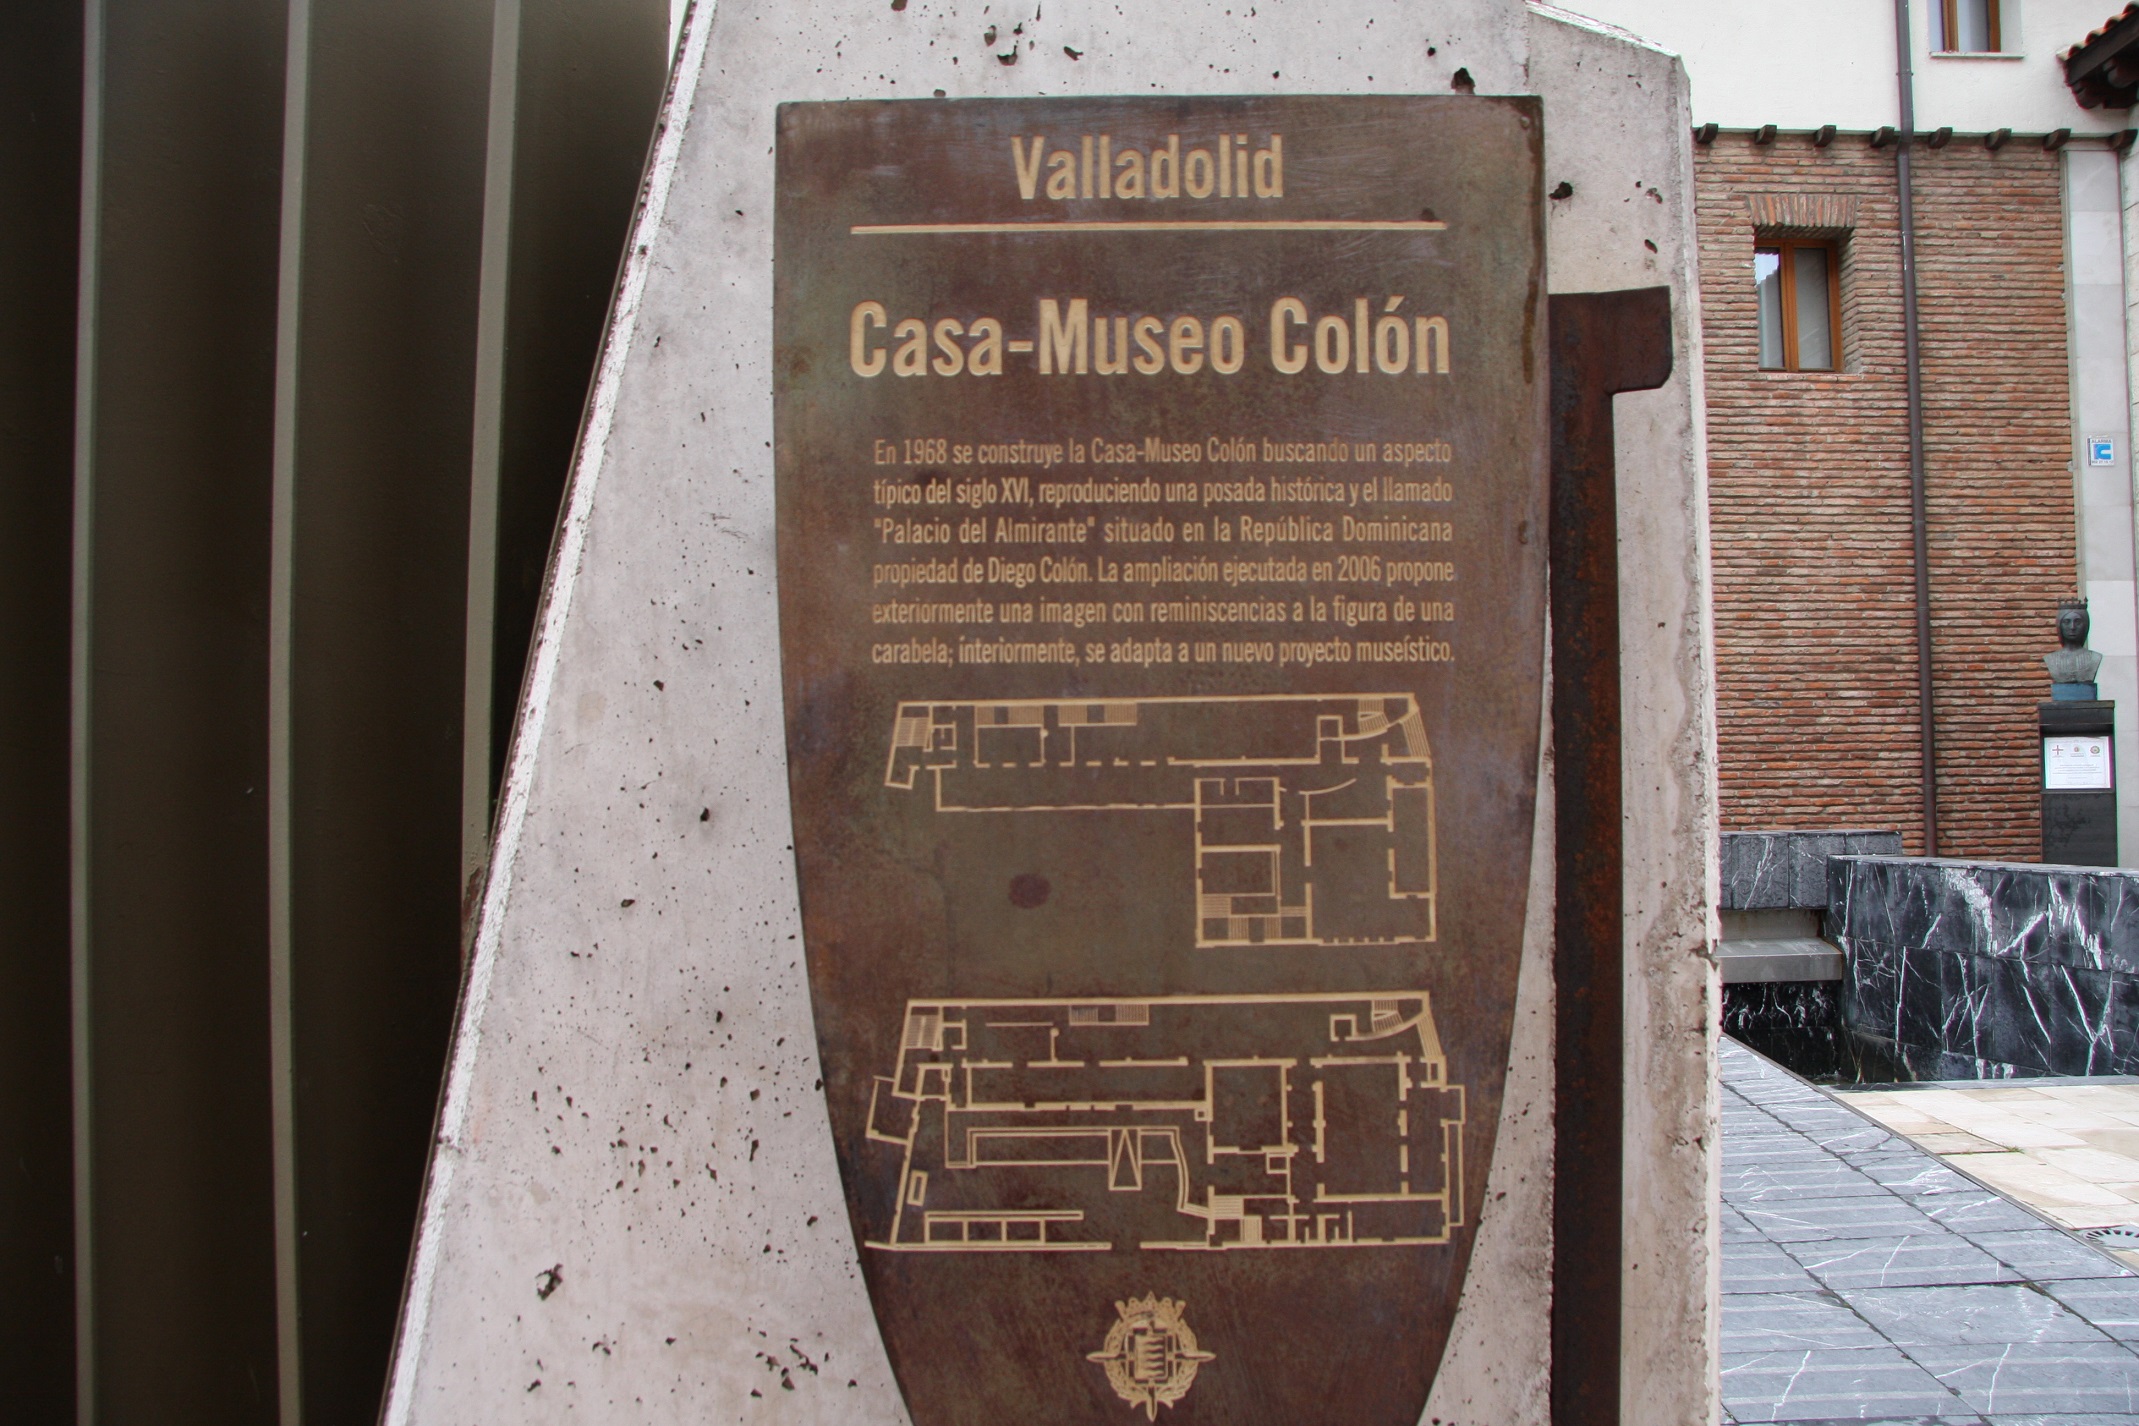 Valladolid
Casa-Museo Colón
En 1968 se construye la Casa-Museo Colón buscando un aspecto
típico del siglo XVI, reproduciendo una posada histórica y el llamado
"Palacio del Almirante" situado en la República Dominicana
propiedad de Diego Colón. La ampliación ejecutada en 2006 propone
exteriormente una imagen con reminiscencias a la figura de una
carabela; ínteriormente, se adapta a un nuevo proyecto museístico.
ALARMA